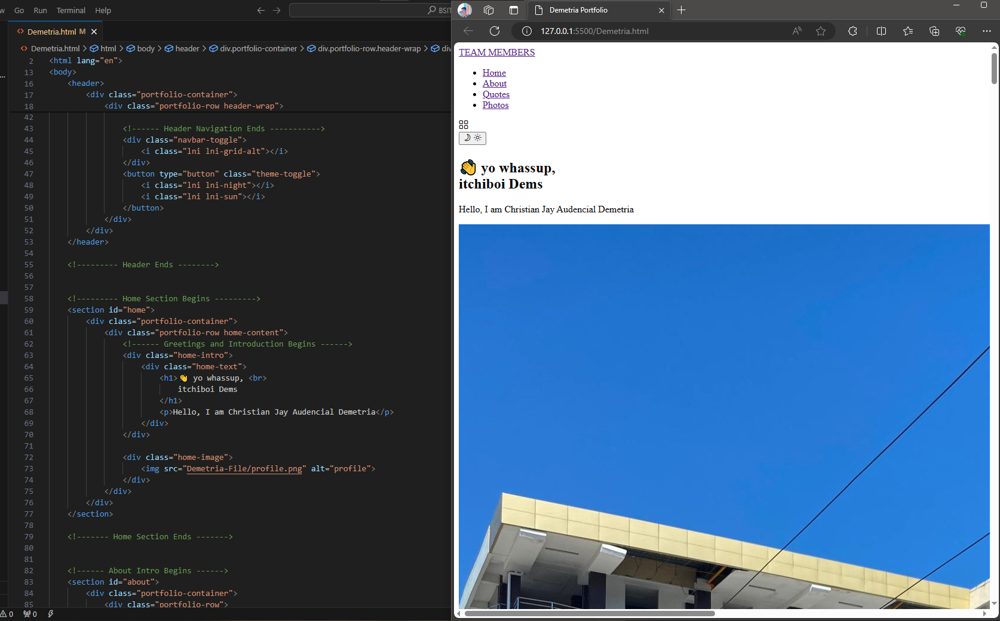 w Go Run Terminal Help
BSIT
Demetria.html M
Demetria.html > html > body > header > div.portfolio-container > div.portfolio-row.header-wrap > div
2 <html lang="en">
13 <body>
16 <header>
17 <div class="portfolio-container">
18 <div class="portfolio-row header-wrap">
42
43 <!------ Header Navigation Ends ----------->
44 <div class="navbar-toggle">
45 <i class="lni lni-grid-alt"></i>
46 </div>
47 <button type="button" class="theme-toggle">
48 <i class="lni lni-night"></i>
49 <i class="lni lni-sun"></i>
50 </button>
51 </div>
52 </div>
53 </header>
54
55 <!--------- Header Ends -------->
56
57
58 <!--------- Home Section Begins --------->
59 <section id="home">
60 <div class="portfolio-container">
61 <div class="portfolio-row home-content">
62 <!------ Greetings and Introduction Begins ------>
63 <div class="home-intro">
64 <div class="home-text">
65 <h1>👋 yo whassup, <br>
66 itchiboi Dems
67 </h1>
68 <p>Hello, I am Christian Jay Audencial Demetria</p>
69 </div>
70 </div>
71
72 <div class="home-image">
73 <img src="Demetria-File/profile.png" alt="profile">
74 </div>
75 </div>
76 </div>
77 </section>
78
79 <!------- Home Section Ends ------->
80
81
82 <!------ About Intro Begins ------>
83 <section id="about">
84 <div class="portfolio-container">
85 <div class="portfolio-row">
0 0
Demetria Portfolio
127.0.0.1:5500/Demetria.html
TEAM MEMBERS
Home
About
Quotes
Photos
👋 yo whassup,
itchiboi Dems
Hello, I am Christian Jay Audencial Demetria